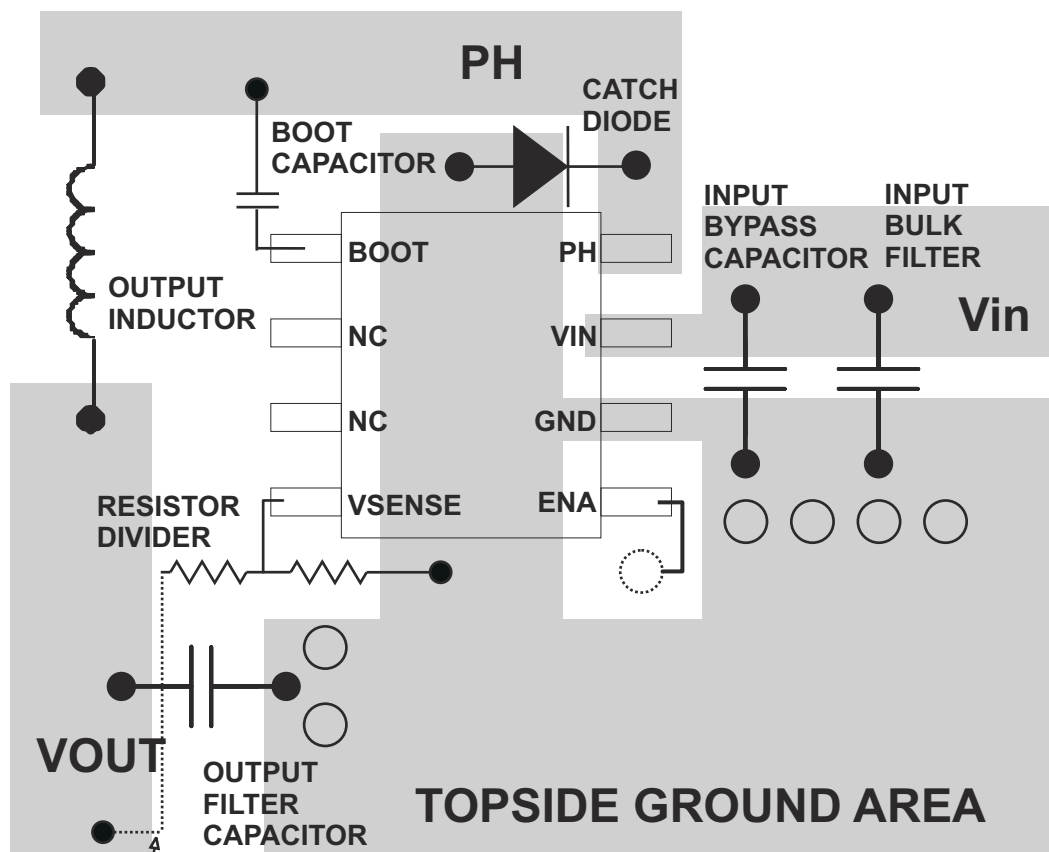 PH
CATCH
DIODE
BOOT
CAPACITOR
INPUT
BYPASS
CAPACITOR
INPUT
BULK
FILTER
BOOT
PH
OUTPUT
INDUCTOR
NC
VIN
Vin
NC
GND
RESISTOR
DIVIDER
VSENSE
ENA
VOUT
OUTPUT
FILTER
CAPACITOR
TOPSIDE GROUND AREA